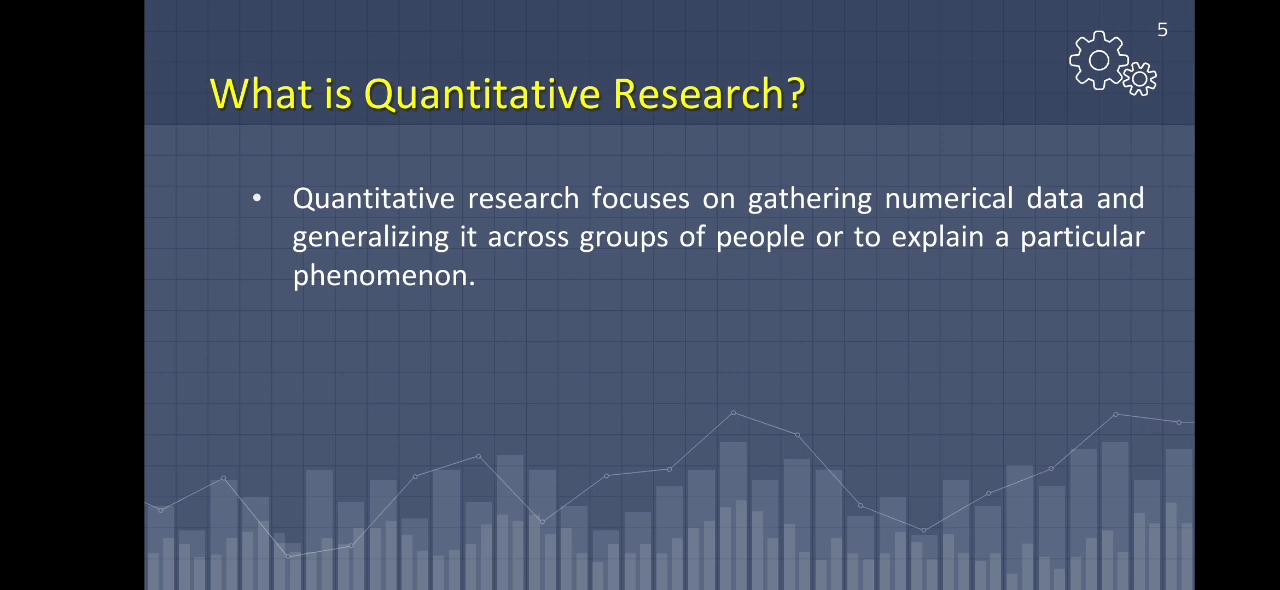 5
What is Quantitative Research?
• Quantitative research focuses on gathering numerical data and
generalizing it across groups of people or to explain a particular
phenomenon.